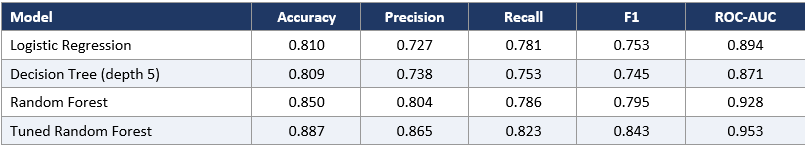 Model Accuracy Precision Recall F1 ROC-AUC
Logistic Regression 0.810 0.727 0.781 0.753 0.894
Decision Tree (depth 5) 0.809 0.738 0.753 0.745 0.871
Random Forest 0.850 0.804 0.786 0.795 0.928
Tuned Random Forest 0.887 0.865 0.823 0.843 0.953